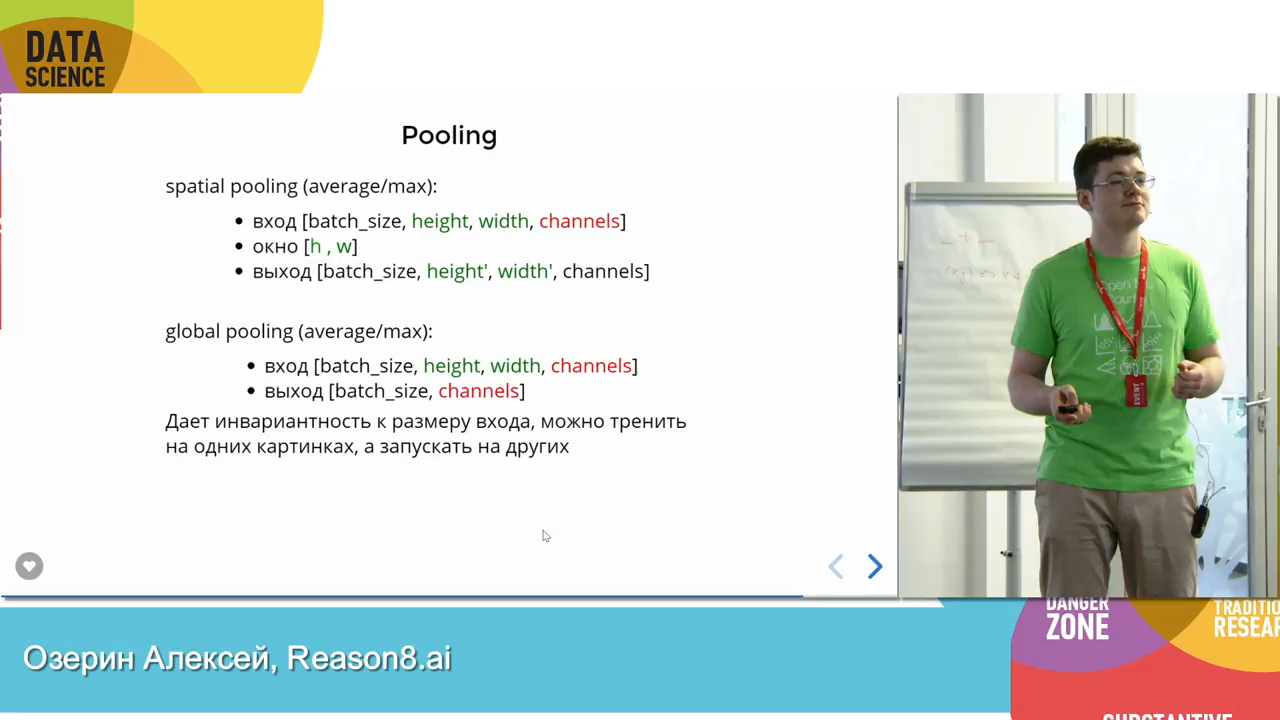 DATA
SCIENCE
Pooling
spatial pooling (average/max):
• вход [batch_size, height, width, channels]
• окно [h , w]
• выход [batch_size, height', width', channels]
global pooling (average/max):
• вход [batch_size, height, width, channels]
• выход [batch_size, channels]
Дает инвариантность к размеру входа, можно тренить
на одних картинках, а запускать на других
EVENT
DANGER
ZONE
Озерин Алексей, Reason8.ai